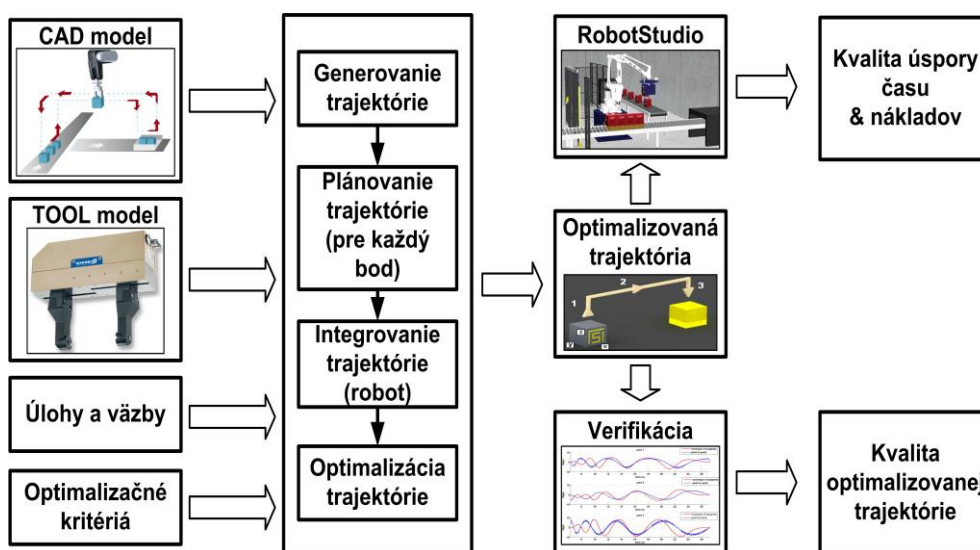 CAD model
TOOL model
Úlohy a väzby
Optimalizačné
kritériá
Generovanie
trajektórie
Plánovanie
trajektórie
(pre každý
bod)
Integrovanie
trajektórie
(robot)
Optimalizácia
trajektórie
RobotStudio
Optimalizovaná
trajektória
1
2
3
Verifikácia
Kvalita úspory
času
& nákladov
Kvalita
optimalizovanej
trajektórie